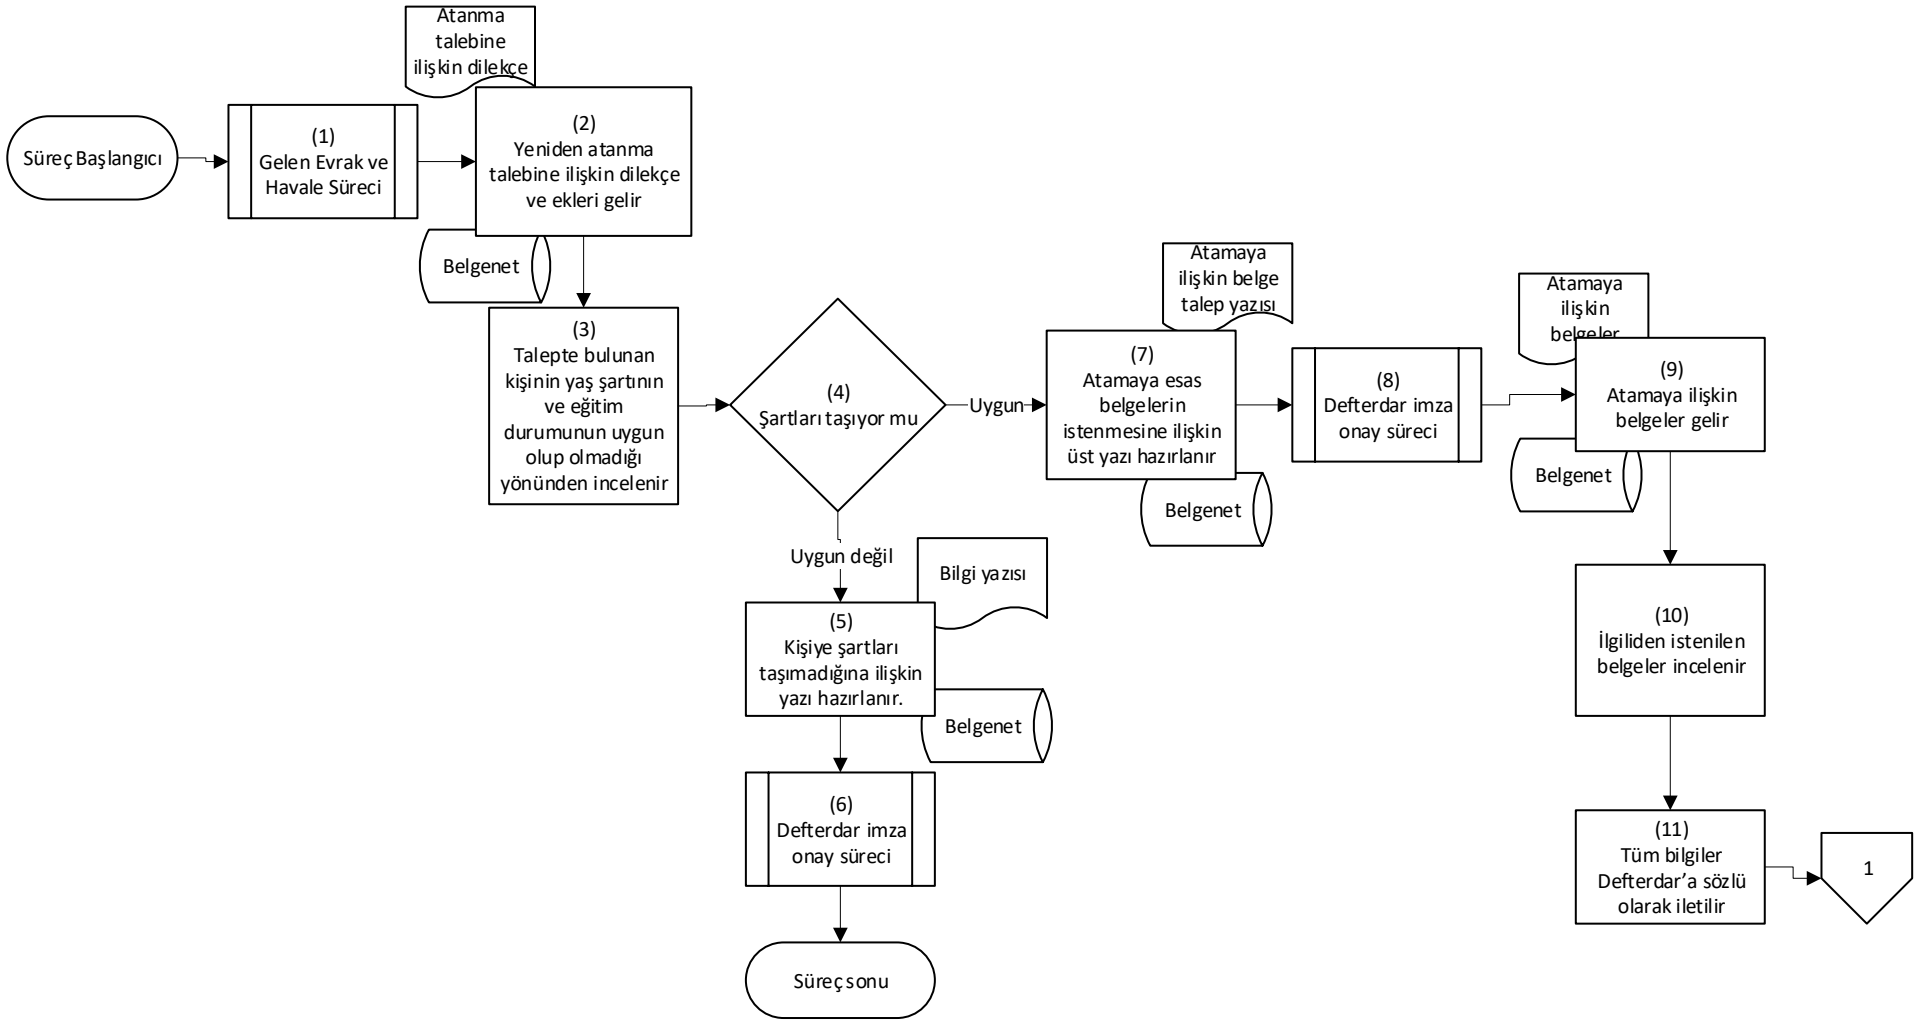 Süreç Başlangıcı
(1)
Gelen Evrak ve
Havale Süreci
Atanma
talebine
ilişkin dilekçe
(2)
Yeniden atanma
talebine ilişkin dilekçe
ve ekleri gelir
Belgenet
(3)
Talepte bulunan
kişinin yaş şartının
ve eğitim
durumunun uygun
olup olmadığı
yönünden incelenir
(4)
Şartları taşıyor mu
Uygun değil
Bilgi yazısı
(5)
Kişiye şartları
taşımadığına ilişkin
yazı hazırlanır.
Belgenet
(6)
Defterdar imza
onay süreci
Süreç sonu
Uygun
Atamaya
ilişkin belge
talep yazısı
(7)
Atamaya esas
belgelerin
istenmesine ilişkin
üst yazı hazırlanır
Belgenet
(8)
Defterdar imza
onay süreci
Atamaya
ilişkin
belgeler
(9)
Atamaya ilişkin
belgeler gelir
Belgenet
(10)
İlgiliden istenilen
belgeler incelenir
(11)
Tüm bilgiler
Defterdar’a sözlü
olarak iletilir
1